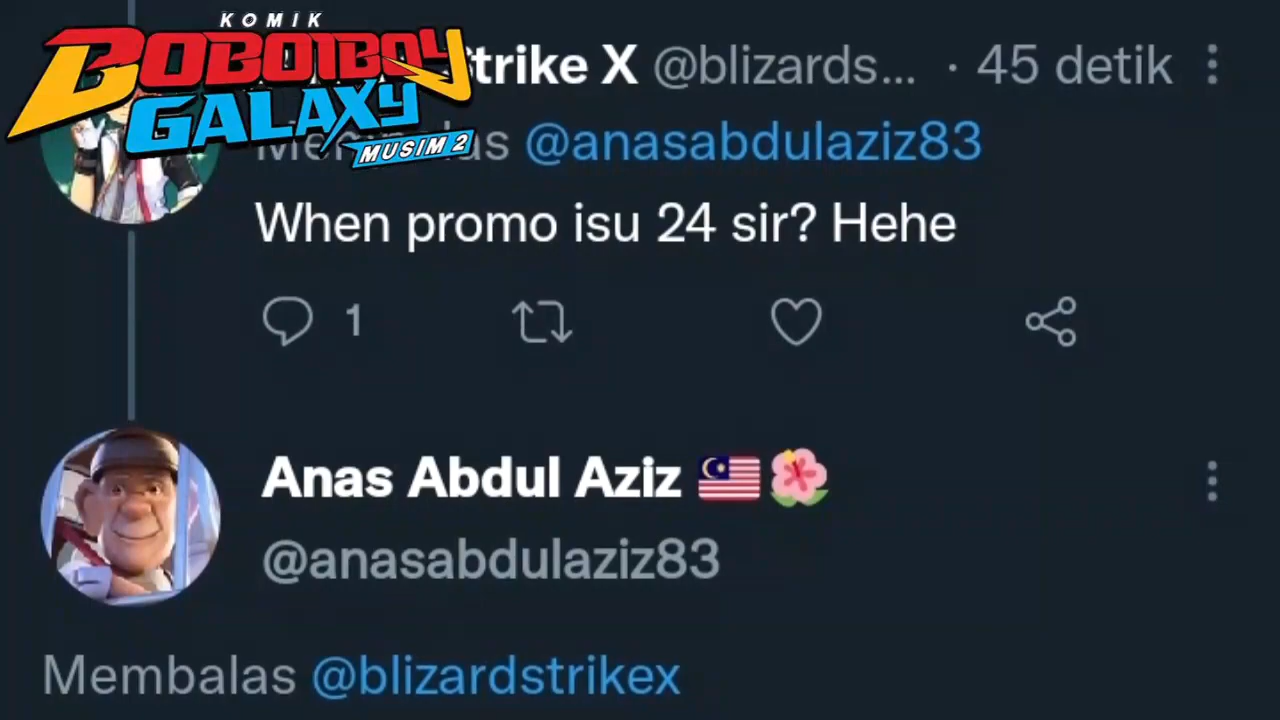 KOMIK
BOBOIBOY
GALAXY
MUSIM 2
trike X @blizards... · 45 detik
Membalas @anasabdulaziz83
When promo isu 24 sir? Hehe
1
Anas Abdul Aziz
@anasabdulaziz83
Membalas @blizardstrikex